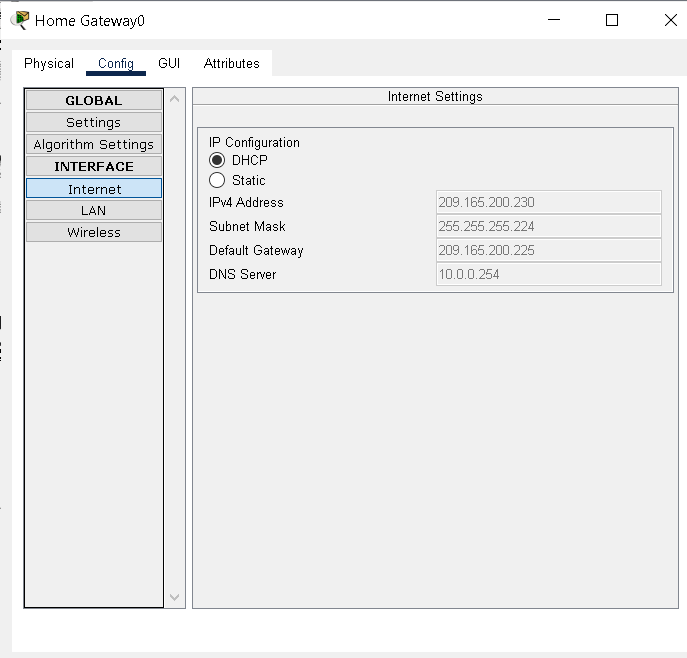 Home Gateway0
Physical Config GUI Attributes
GLOBAL
Settings
Algorithm Settings
INTERFACE
Internet
LAN
Wireless
Internet Settings
IP Configuration
DHCP
Static
IPv4 Address 209.165.200.230
Subnet Mask 255.255.255.224
Default Gateway 209.165.200.225
DNS Server 10.0.0.254